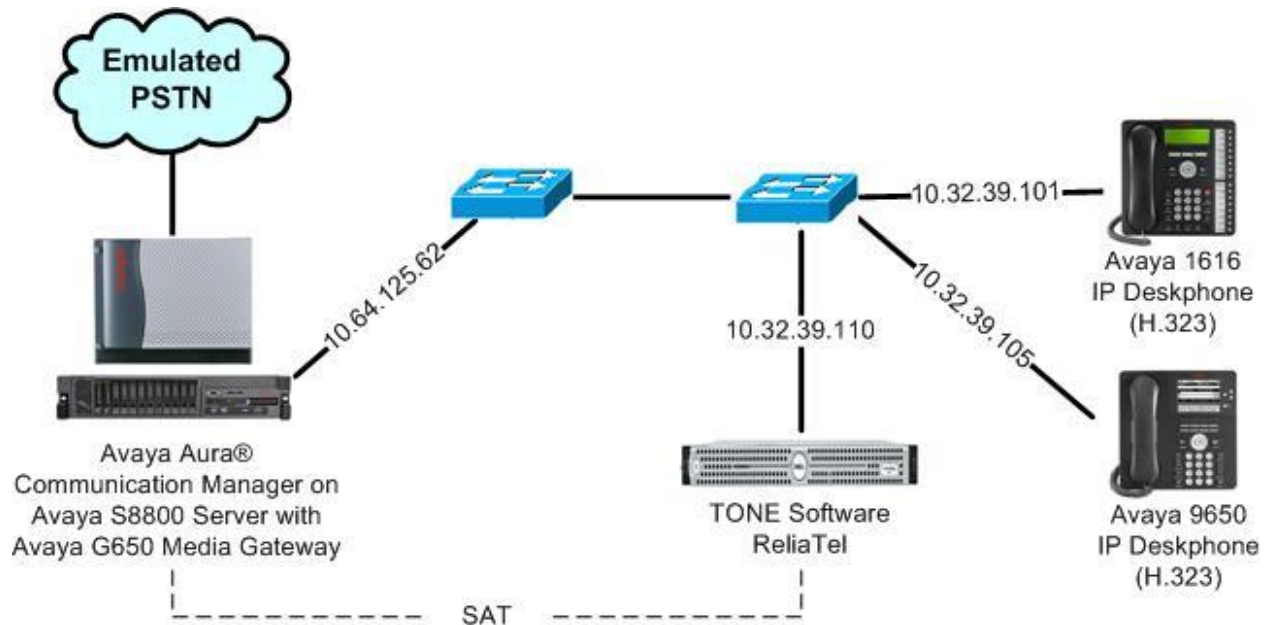 Emulated
PSTN
10.64.125.62
10.32.39.101
10.32.39.110
10.32.39.105
Avaya 1616
IP Deskphone
(H.323)
Avaya Aura®
Communication Manager on
Avaya S8800 Server with
Avaya G650 Media Gateway
TONE Software
ReliaTel
Avaya 9650
IP Deskphone
(H.323)
SAT